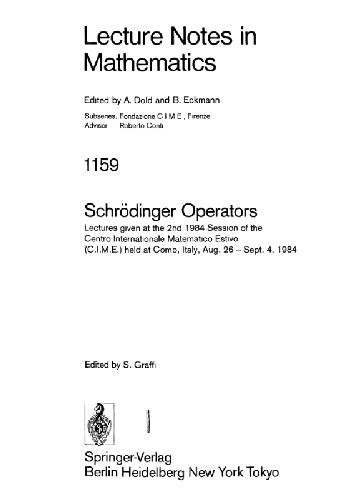 Lecture Notes in
Mathematics
Edited by A. Dold and B. Eckmann
Subseries: Fondazione C.I.M.E., Firenze
Adviser: Roberto Conti
1159
Schrödinger Operators
Lectures given at the 2nd 1984 Session of the
Centro Internationale Matematico Estivo
(C.I.M.E.) held at Como, Italy, Aug. 26 – Sept. 4, 1984
Edited by S. Graffi
Springer-Verlag
Berlin Heidelberg New York Tokyo